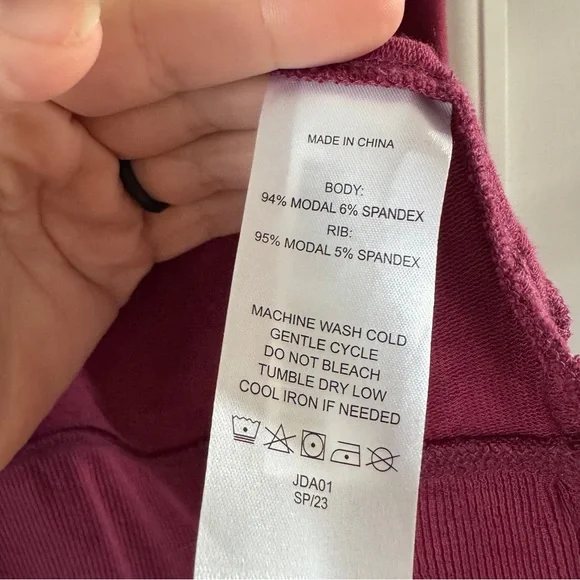 MADE IN CHINA
BODY:
94% MODAL 6% SPANDEX
RIB:
95% MODAL 5% SPANDEX
MACHINE WASH COLD
GENTLE CYCLE
DO NOT BLEACH
TUMBLE DRY LOW
COOL IRON IF NEEDED
JDA01
SP/23